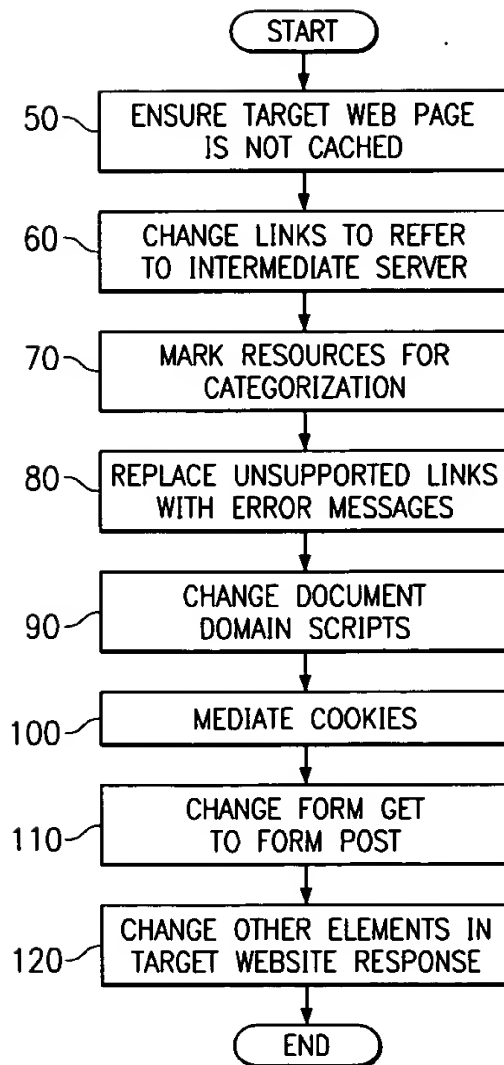 START
50
ENSURE TARGET WEB PAGE
IS NOT CACHED
60
CHANGE LINKS TO REFER
TO INTERMEDIATE SERVER
70
MARK RESOURCES FOR
CATEGORIZATION
80
REPLACE UNSUPPORTED LINKS
WITH ERROR MESSAGES
90
CHANGE DOCUMENT
DOMAIN SCRIPTS
100
MEDIATE COOKIES
110
CHANGE FORM GET
TO FORM POST
120
CHANGE OTHER ELEMENTS IN
TARGET WEBSITE RESPONSE
END